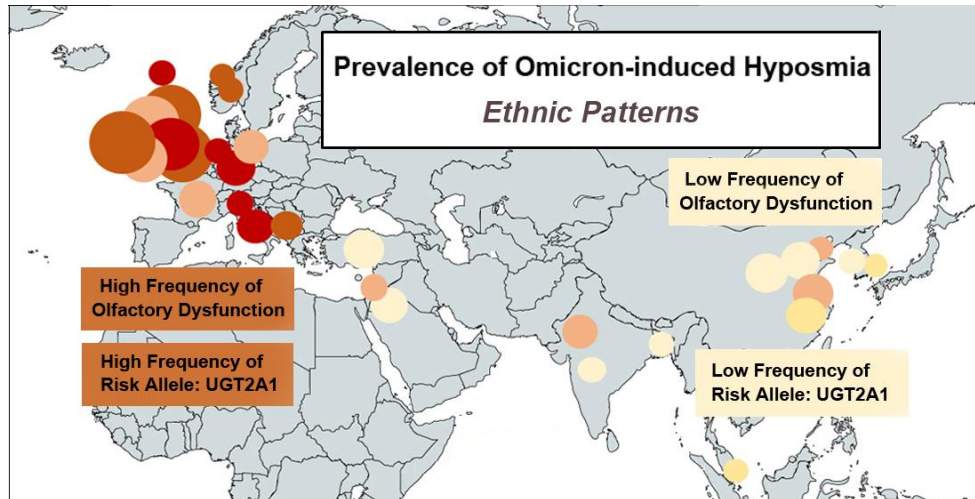 Prevalence of Omicron-induced Hyposmia
Ethnic Patterns
Low Frequency of
Olfactory Dysfunction
High Frequency of
Olfactory Dysfunction
High Frequency of
Risk Allele: UGT2A1
Low Frequency of
Risk Allele: UGT2A1